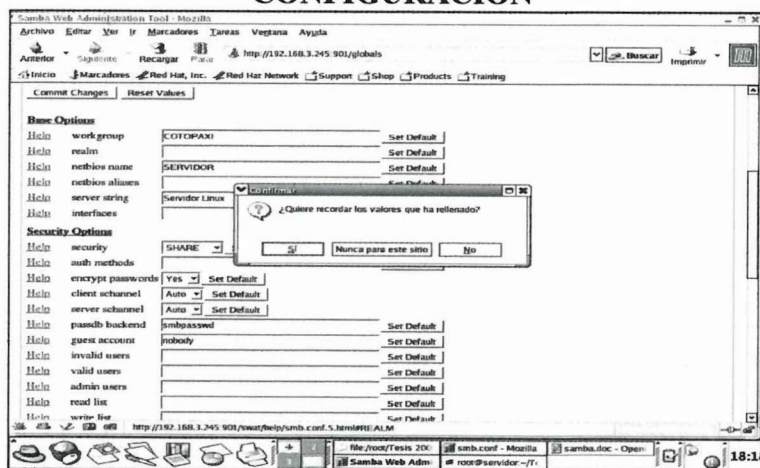 CONFIGURACIÓN
Samba Web Administration Tool - Mozilla
Archivo Editar Ver Ir Marcadores Tareas Ventana Ayuda
Anterior Siguiente Recargar Parar http://192.168.3.245:901/globals Buscar Imprimir
Inicio Marcadores Red Hat, Inc. Red Hat Network Support Shop Products Training
Commit Changes Reset Values
Base Options
Help workgroup COTOPAXI Set Default
Help realm Set Default
Help netbios name SERVIDOR Set Default
Help netbios aliases Set Default
Help server string Servidor Linux
Help interfaces
Confirmar
¿Quiere recordar los valores que ha rellenado?
Sí Nunca para este sitio No
Security Options
Help security SHARE
Help auth methods
Help encrypt passwords Yes Set Default
Help client schannel Auto Set Default
Help server schannel Auto Set Default
Help passdb backend smbpasswd Set Default
Help guest account nobody Set Default
Help invalid users Set Default
Help valid users Set Default
Help admin users Set Default
Help read list Set Default
Help write list Set Default
http://192.168.3.245:901/swat/help/smb.conf.5.html#REALM
file:/root/Tesis 200 smb.conf - Mozilla samba.doc - Open
Samba Web Admi root@servidor:~/T
18:18